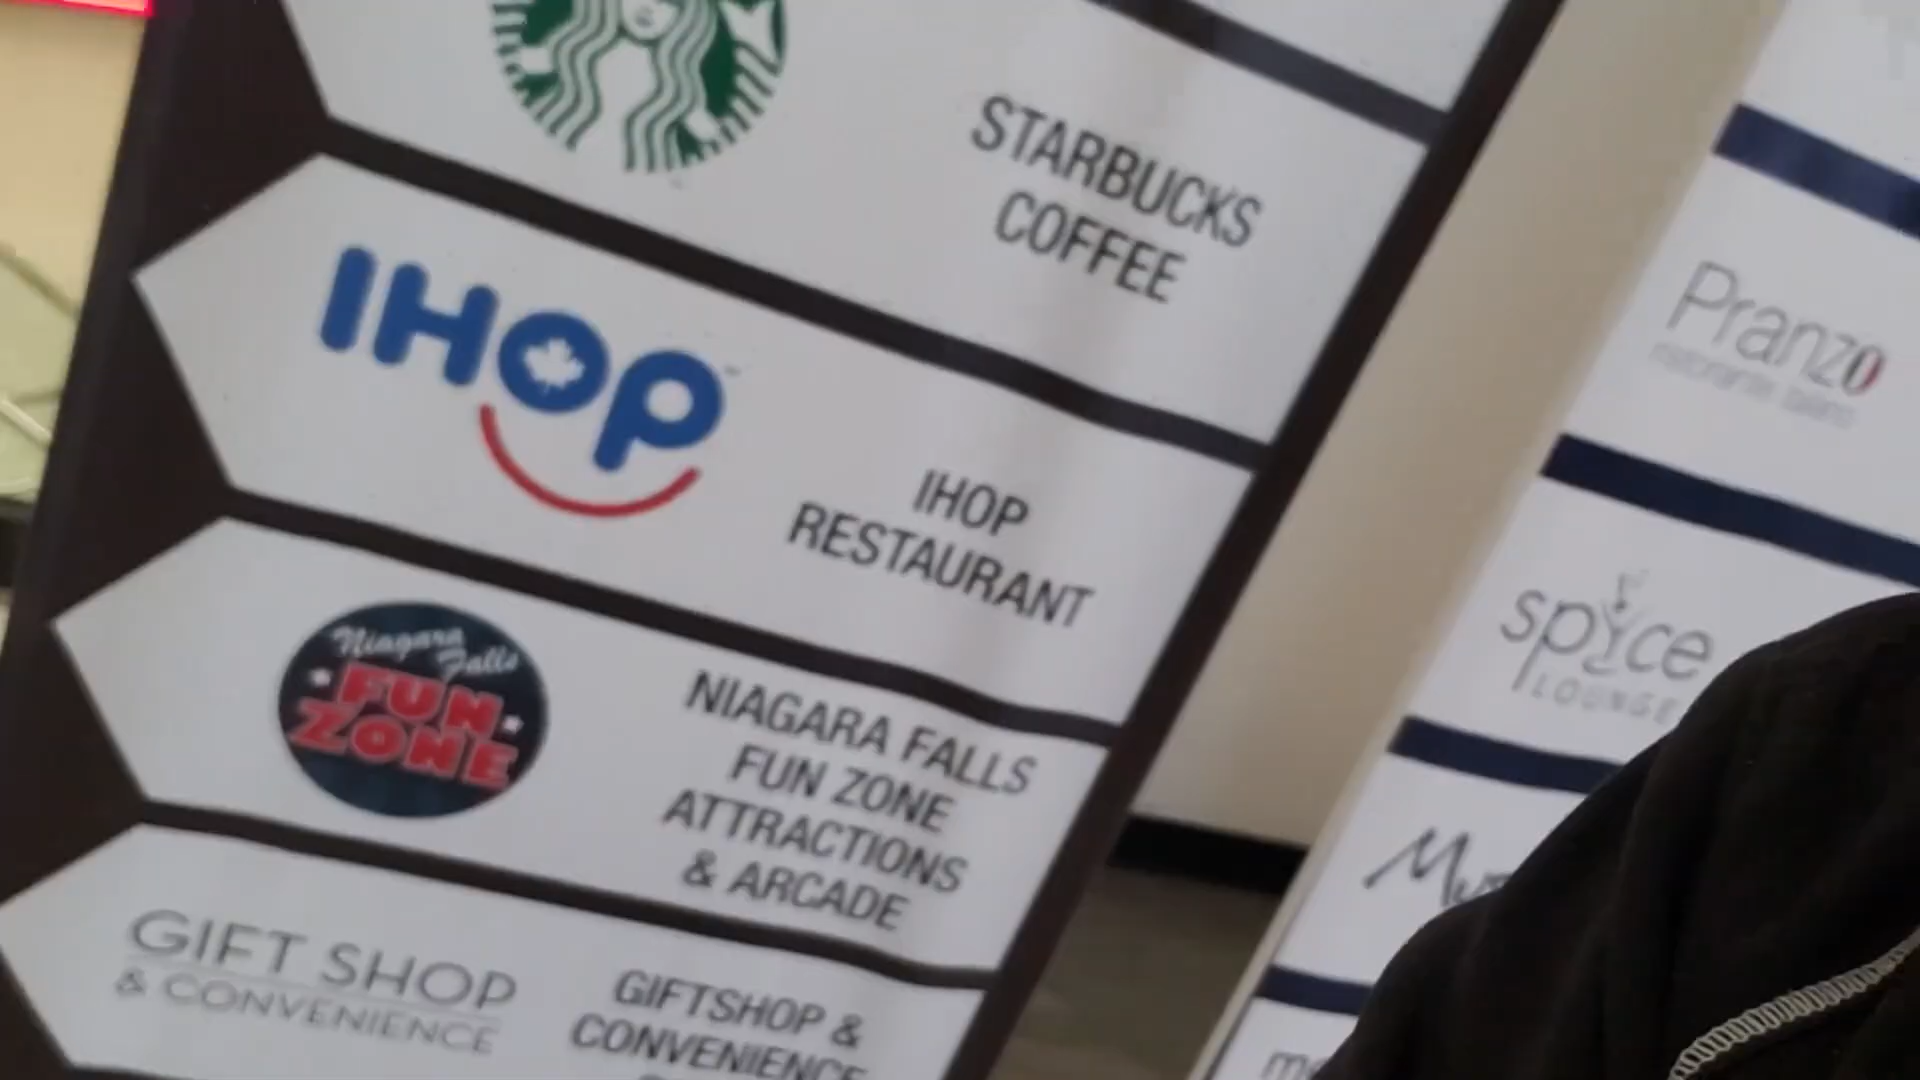 STARBUCKS
COFFEE
IHOP
IHOP
RESTAURANT
Niagara
Falls
FUN
ZONE
NIAGARA FALLS
FUN ZONE
ATTRACTIONS
& ARCADE
GIFT SHOP
& CONVENIENCE
GIFTSHOP &
CONVENIENCE
Pranzo
spice
LOUNGE